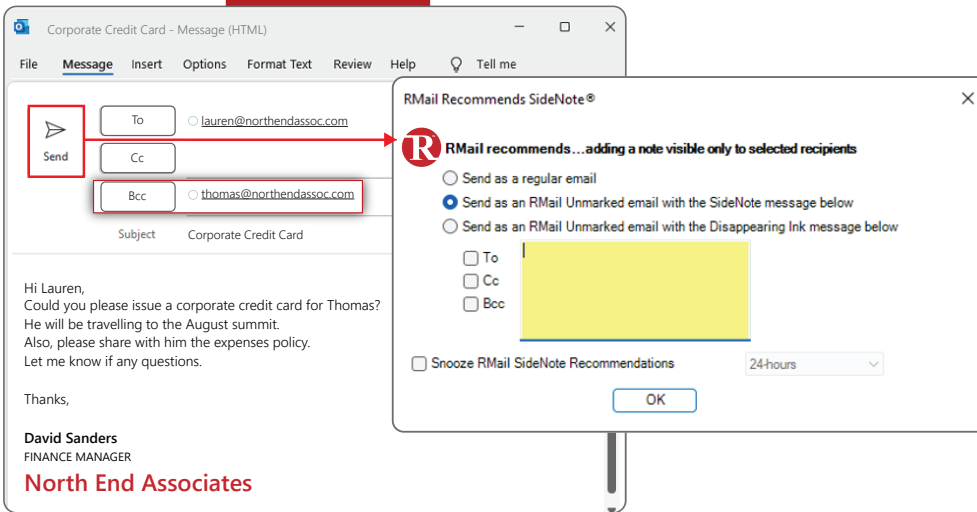 Corporate Credit Card - Message (HTML)
File Message Insert Options Format Text Review Help Tell me
Send
To lauren@northendassoc.com
Cc
Bcc thomas@northendassoc.com
Subject Corporate Credit Card
Hi Lauren,
Could you please issue a corporate credit card for Thomas?
He will be travelling to the August summit.
Also, please share with him the expenses policy.
Let me know if any questions.
Thanks,
David Sanders
FINANCE MANAGER
North End Associates
RMail Recommends SideNote®
R RMail recommends...adding a note visible only to selected recipients
Send as a regular email
Send as an RMail Unmarked email with the SideNote message below
Send as an RMail Unmarked email with the Disappearing Ink message below
To
Cc
Bcc
Snooze RMail SideNote Recommendations 24-hours
OK